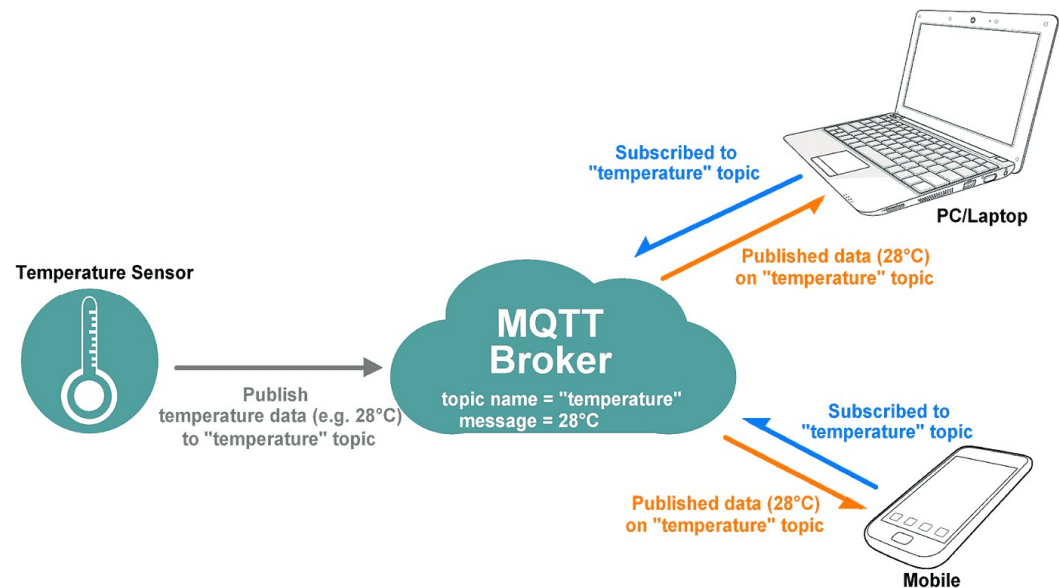 Subscribed to
"temperature" topic
PC/Laptop
Published data (28°C)
on "temperature" topic
Temperature Sensor
MQTT
Broker
topic name = "temperature"
message = 28°C
Publish
temperature data (e.g. 28°C)
to "temperature" topic
Subscribed to
"temperature" topic
Published data (28°C)
on "temperature" topic
Mobile